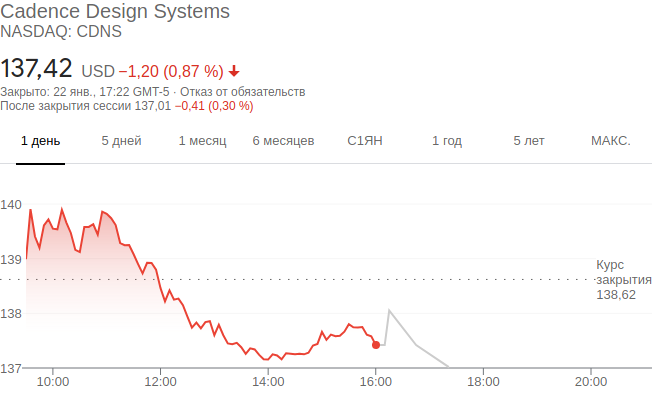 Cadence Design Systems
NASDAQ: CDNS
137,42 USD −1,20 (0,87 %)
Закрыто: 22 янв., 17:22 GMT-5 · Отказ от обязательств
После закрытия сессии 137,01 −0,41 (0,30 %)
1 день 5 дней 1 месяц 6 месяцев С1ЯН 1 год 5 лет МАКС.
140
139
Курс
закрытия
138,62
138
137
10:00 12:00 14:00 16:00 18:00 20:00